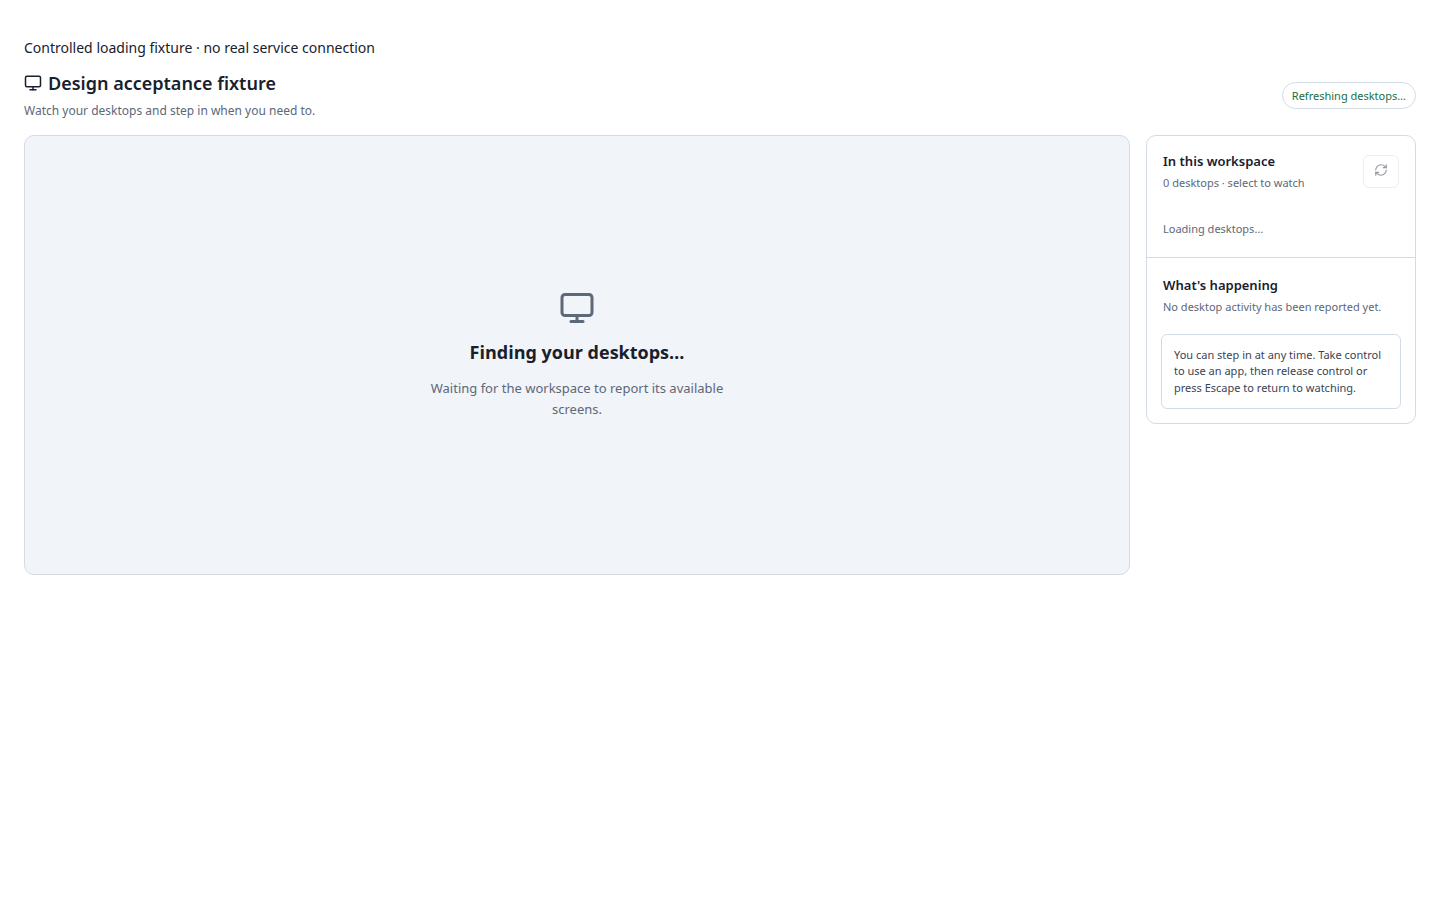 Controlled loading fixture · no real service connection
Design acceptance fixture
Watch your desktops and step in when you need to.
Refreshing desktops…
Finding your desktops…
Waiting for the workspace to report its available
screens.
In this workspace
0 desktops · select to watch
Loading desktops…
What's happening
No desktop activity has been reported yet.
You can step in at any time. Take control
to use an app, then release control or
press Escape to return to watching.